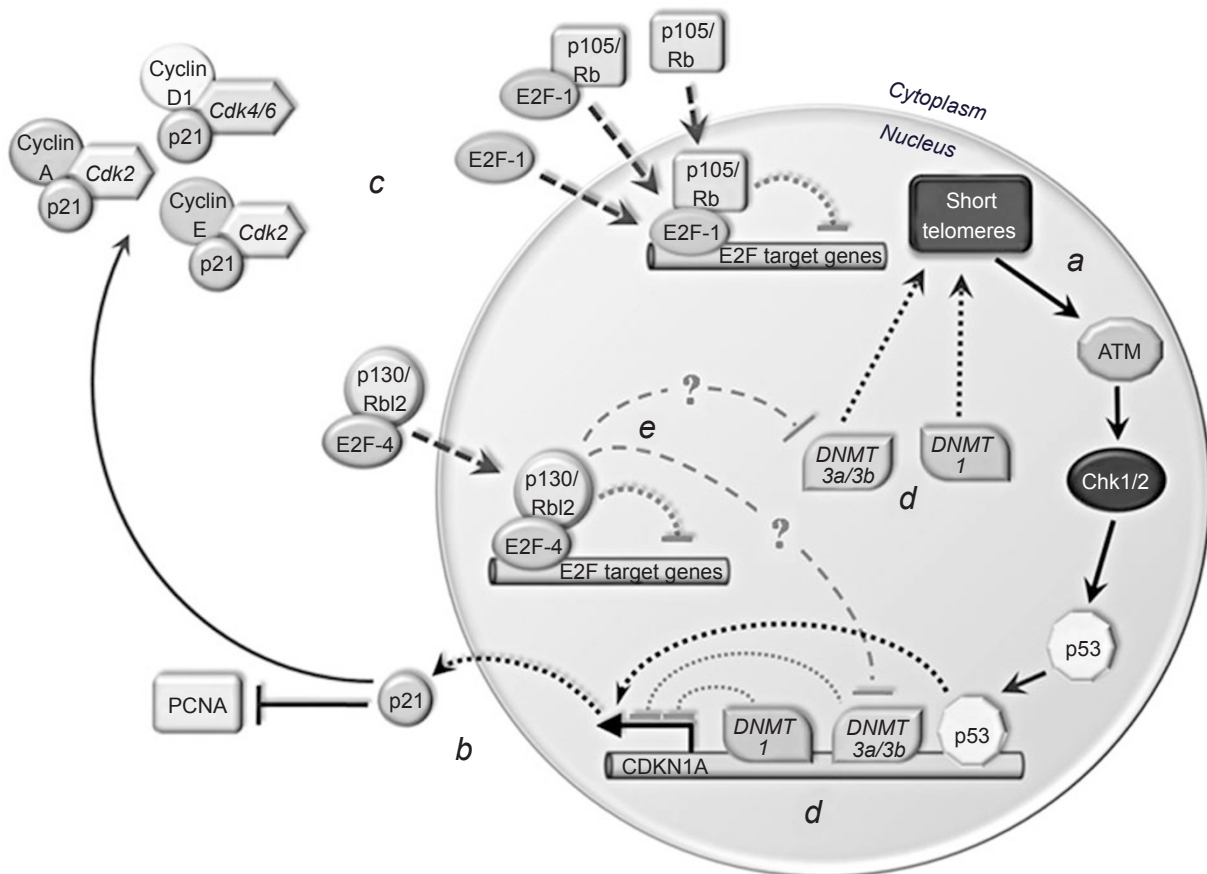 p105/
Rb
p105/
Rb
E2F-1
E2F-1
Cytoplasm
Nucleus
Cyclin
D1
Cdk4/6
p21
Cyclin
A
Cdk2
p21
Cyclin
E
Cdk2
p21
c
p105/
Rb
E2F-1
E2F target genes
Short
telomeres
a
ATM
Chk1/2
p53
p130/
Rbl2
E2F-4
?
e
DNMT
3a/3b
DNMT
1
d
p130/
Rbl2
E2F-4
E2F target genes
?
PCNA
p21
b
DNMT
1
DNMT
3a/3b
p53
CDKN1A
d